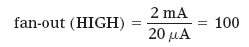 fan-out (HIGH) = 2 mA / 20 μA = 100